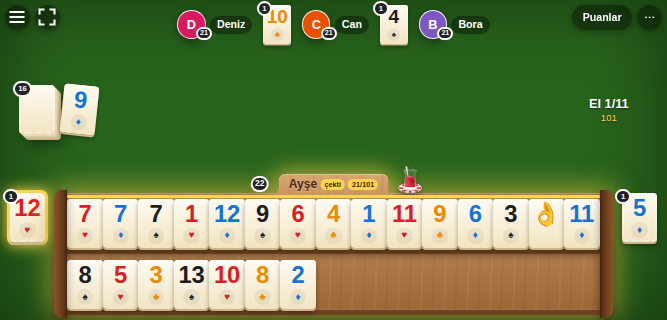 1
10
D
Deniz
21
C
Can
21
1
4
B
Bora
21
Puanlar
...
16
9
El 1/11
101
22
Ayşe
çekti
21/101
1
12
7 7 7 1 12 9 6 4 1 11 9 6 3 11
1
5
8 5 3 13 10 8 2